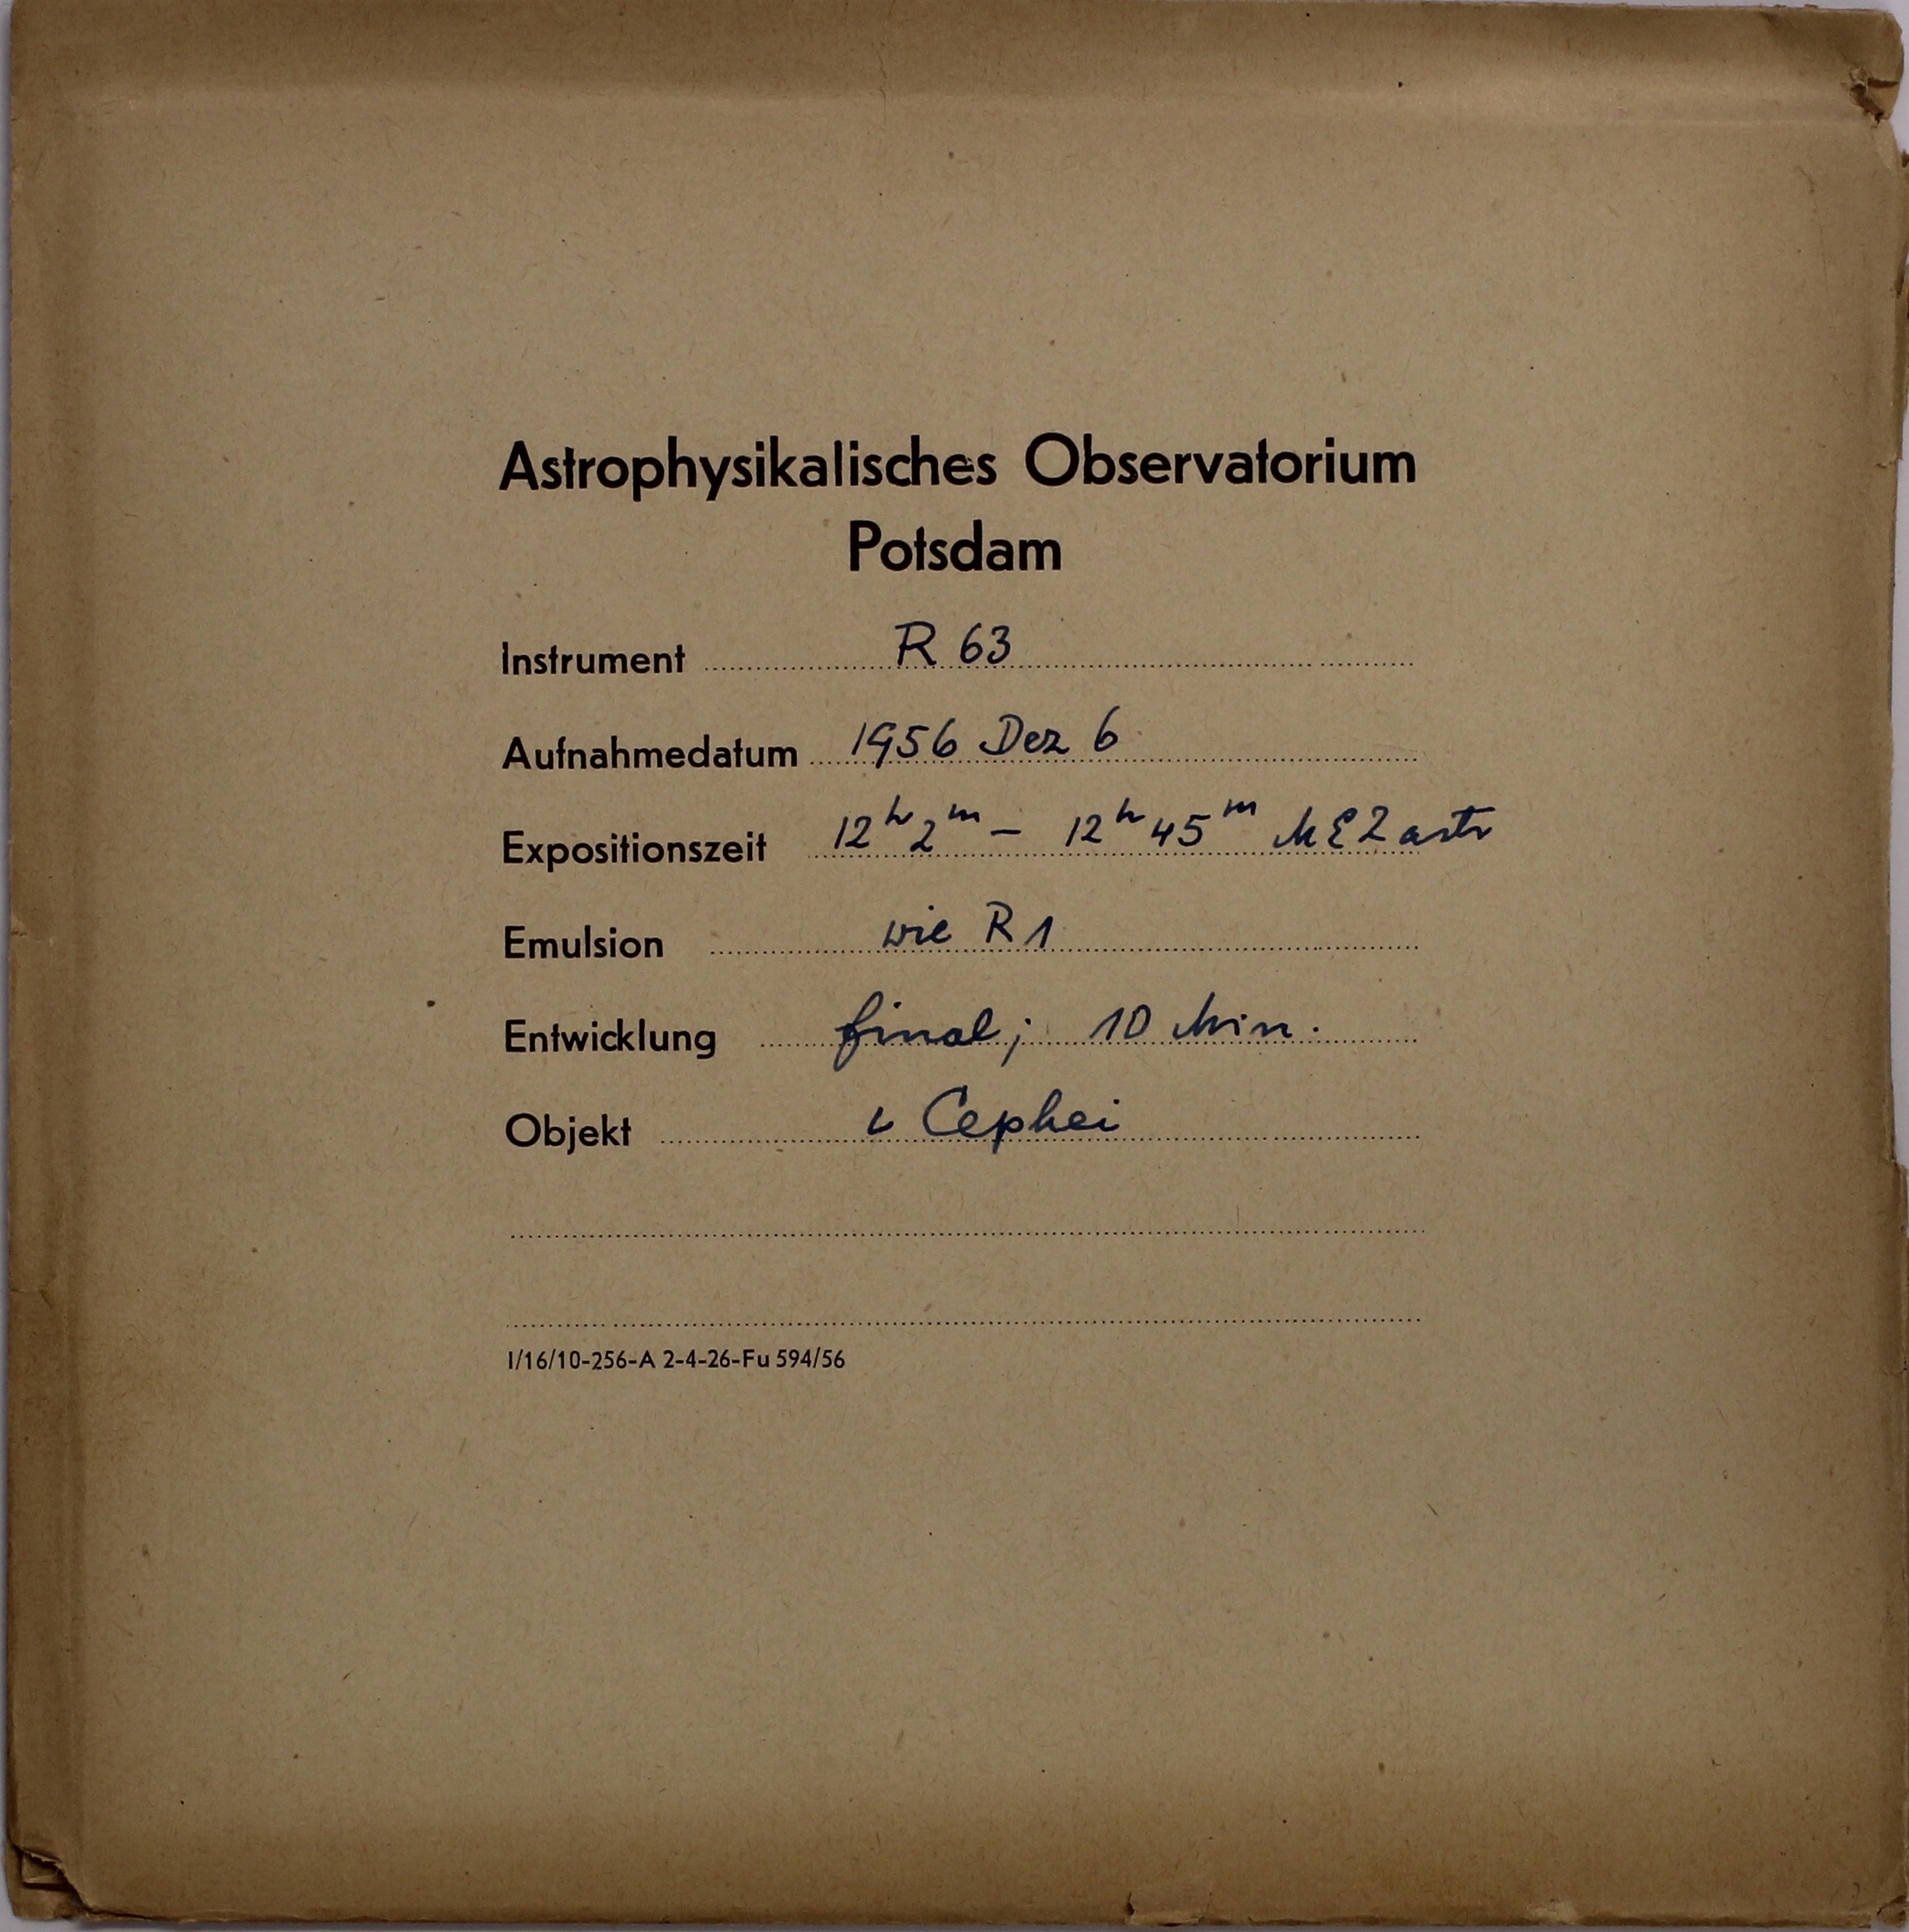 Astrophysikalisches Observatorium
Potsdam
Instrument R 63
Aufnahmedatum 1956 Dez 6
Expositionszeit 12ʰ 2ᵐ – 12ʰ 45ᵐ MEZ astr
Emulsion wie R 1
Entwicklung final; 10 Min.
Objekt ι Cephei
I/16/10-256-A 2-4-26-Fu 594/56